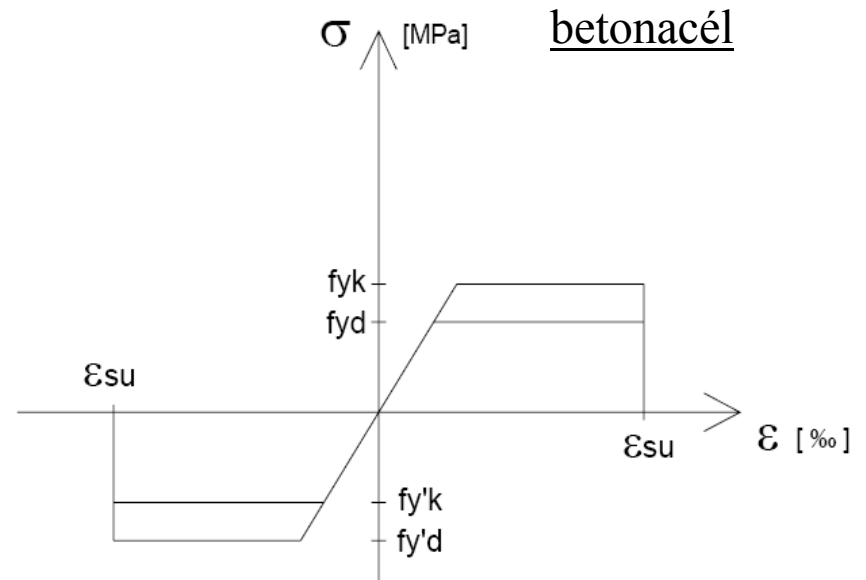 σ [MPa] betonacél
fyk
fyd
εsu
εsu
ε [‰]
fy'k
fy'd